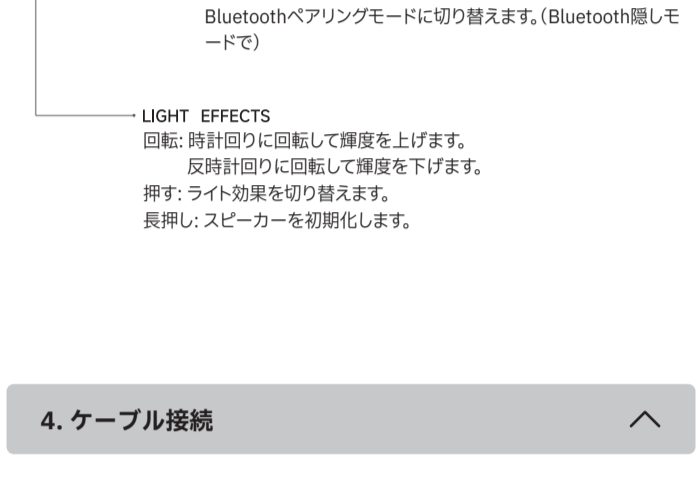 Bluetoothペアリングモードに切り替えます。（Bluetooth隠しモ
ードで）
LIGHT EFFECTS
回転: 時計回りに回転して輝度を上げます。
反時計回りに回転して輝度を下げます。
押す: ライト効果を切り替えます。
長押し: スピーカーを初期化します。
4. ケーブル接続